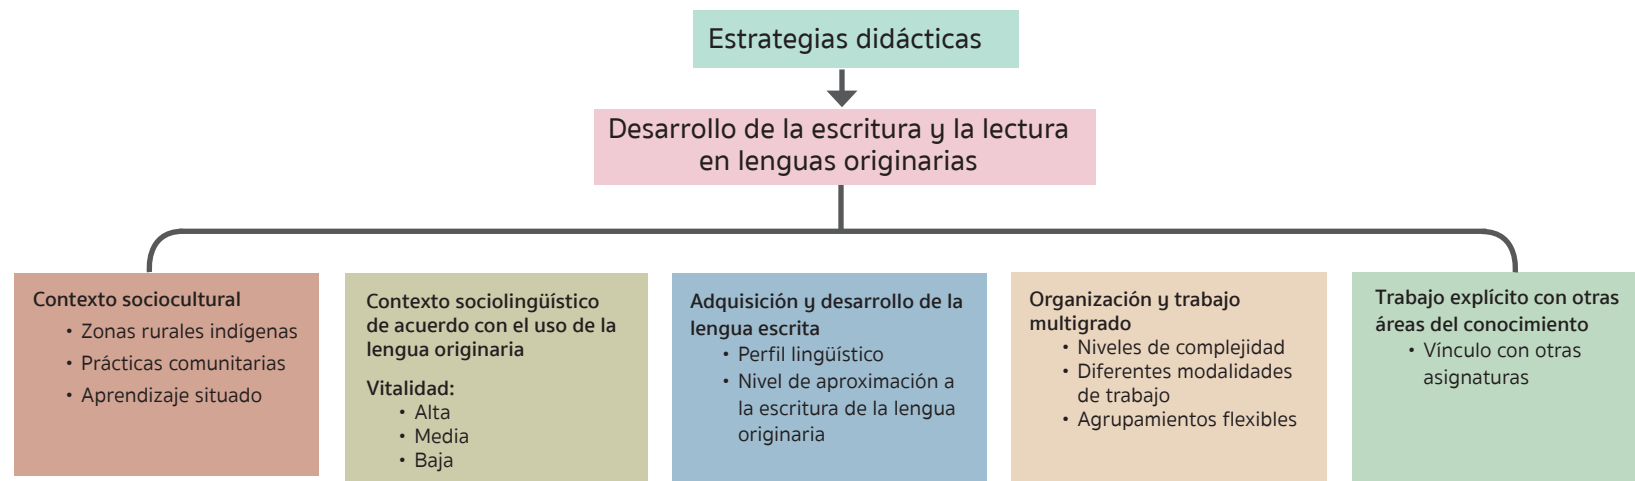 Estrategias didácticas
Desarrollo de la escritura y la lectura
en lenguas originarias
Contexto sociocultural
• Zonas rurales indígenas
• Prácticas comunitarias
• Aprendizaje situado
Contexto sociolingüístico
de acuerdo con el uso de la
lengua originaria
Vitalidad:
• Alta
• Media
• Baja
Adquisición y desarrollo de la
lengua escrita
• Perfil lingüístico
• Nivel de aproximación a
la escritura de la lengua
originaria
Organización y trabajo
multigrado
• Niveles de complejidad
• Diferentes modalidades
de trabajo
• Agrupamientos flexibles
Trabajo explícito con otras
áreas del conocimiento
• Vínculo con otras
asignaturas